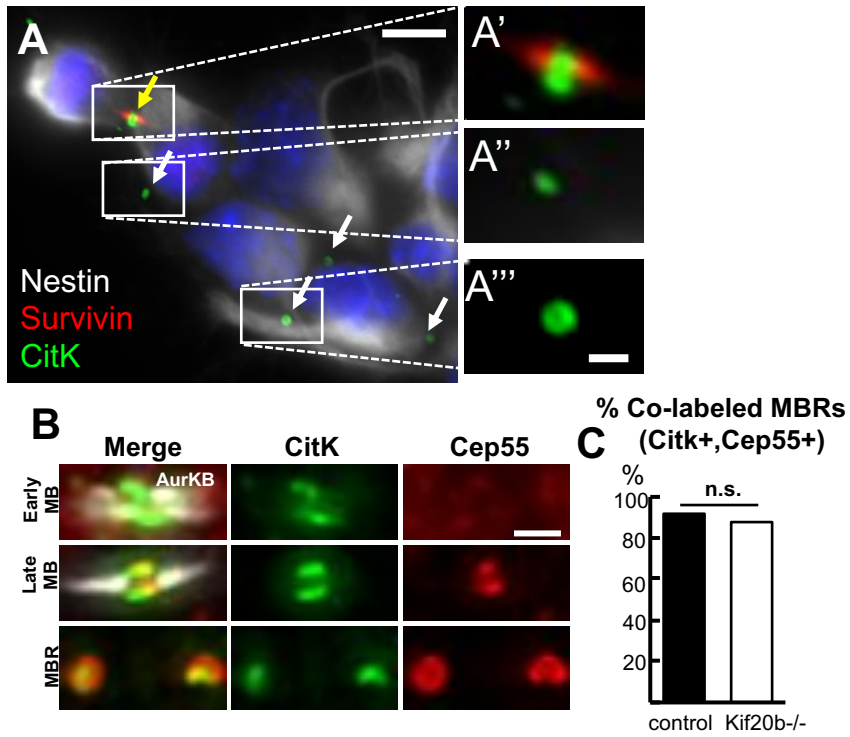 A
Nestin
Survivin
CitK
A'
A''
A'''
B
Merge
CitK
Cep55
Early MB
AurKB
Late MB
MBR
C
% Co-labeled MBRs
(Citk+,Cep55+)
%
n.s.
100
80
60
40
20
control
Kif20b-/-